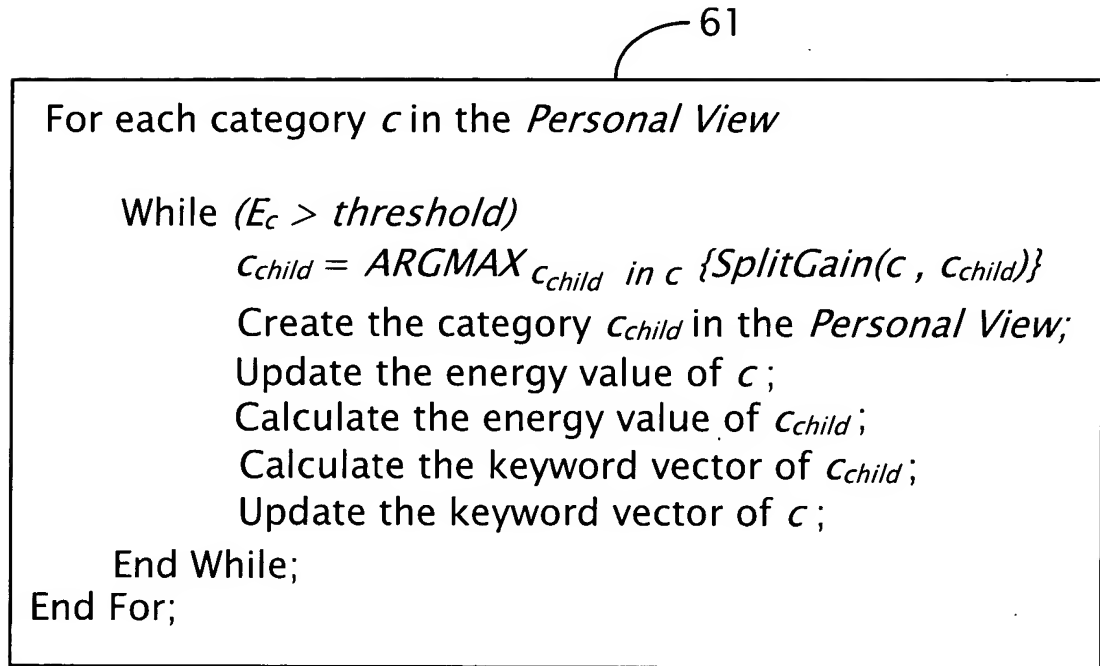 61
For each category c in the Personal View
While (Ec > threshold)
cchild = ARGMAX cchild in c {SplitGain(c , cchild)}
Create the category cchild in the Personal View;
Update the energy value of c ;
Calculate the energy value of cchild ;
Calculate the keyword vector of cchild ;
Update the keyword vector of c ;
End While;
End For;